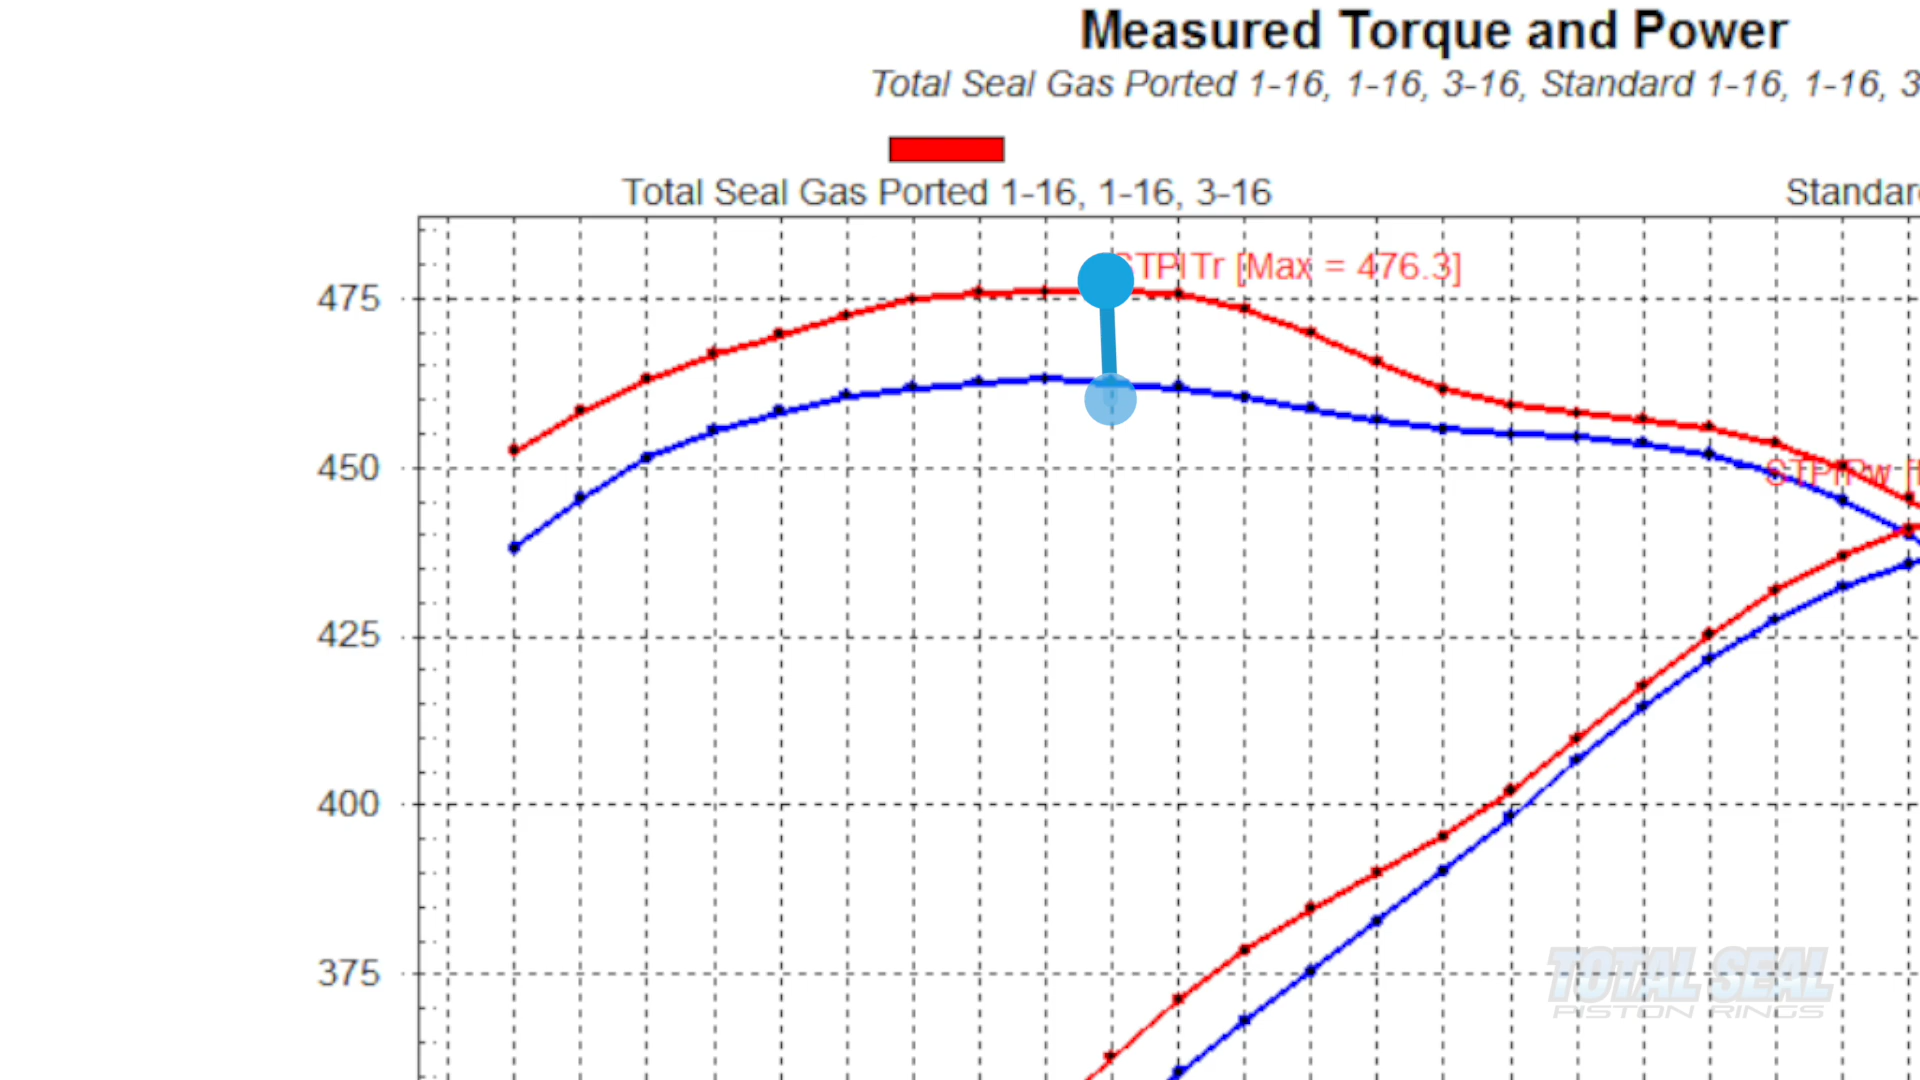 Measured Torque and Power
Total Seal Gas Ported 1-16, 1-16, 3-16, Standard 1-16, 1-16, 3
Total Seal Gas Ported 1-16, 1-16, 3-16
Standard
STPITr [Max = 476.3]
475
450
STPIPw
425
400
375
TOTAL SEAL
PISTON RINGS